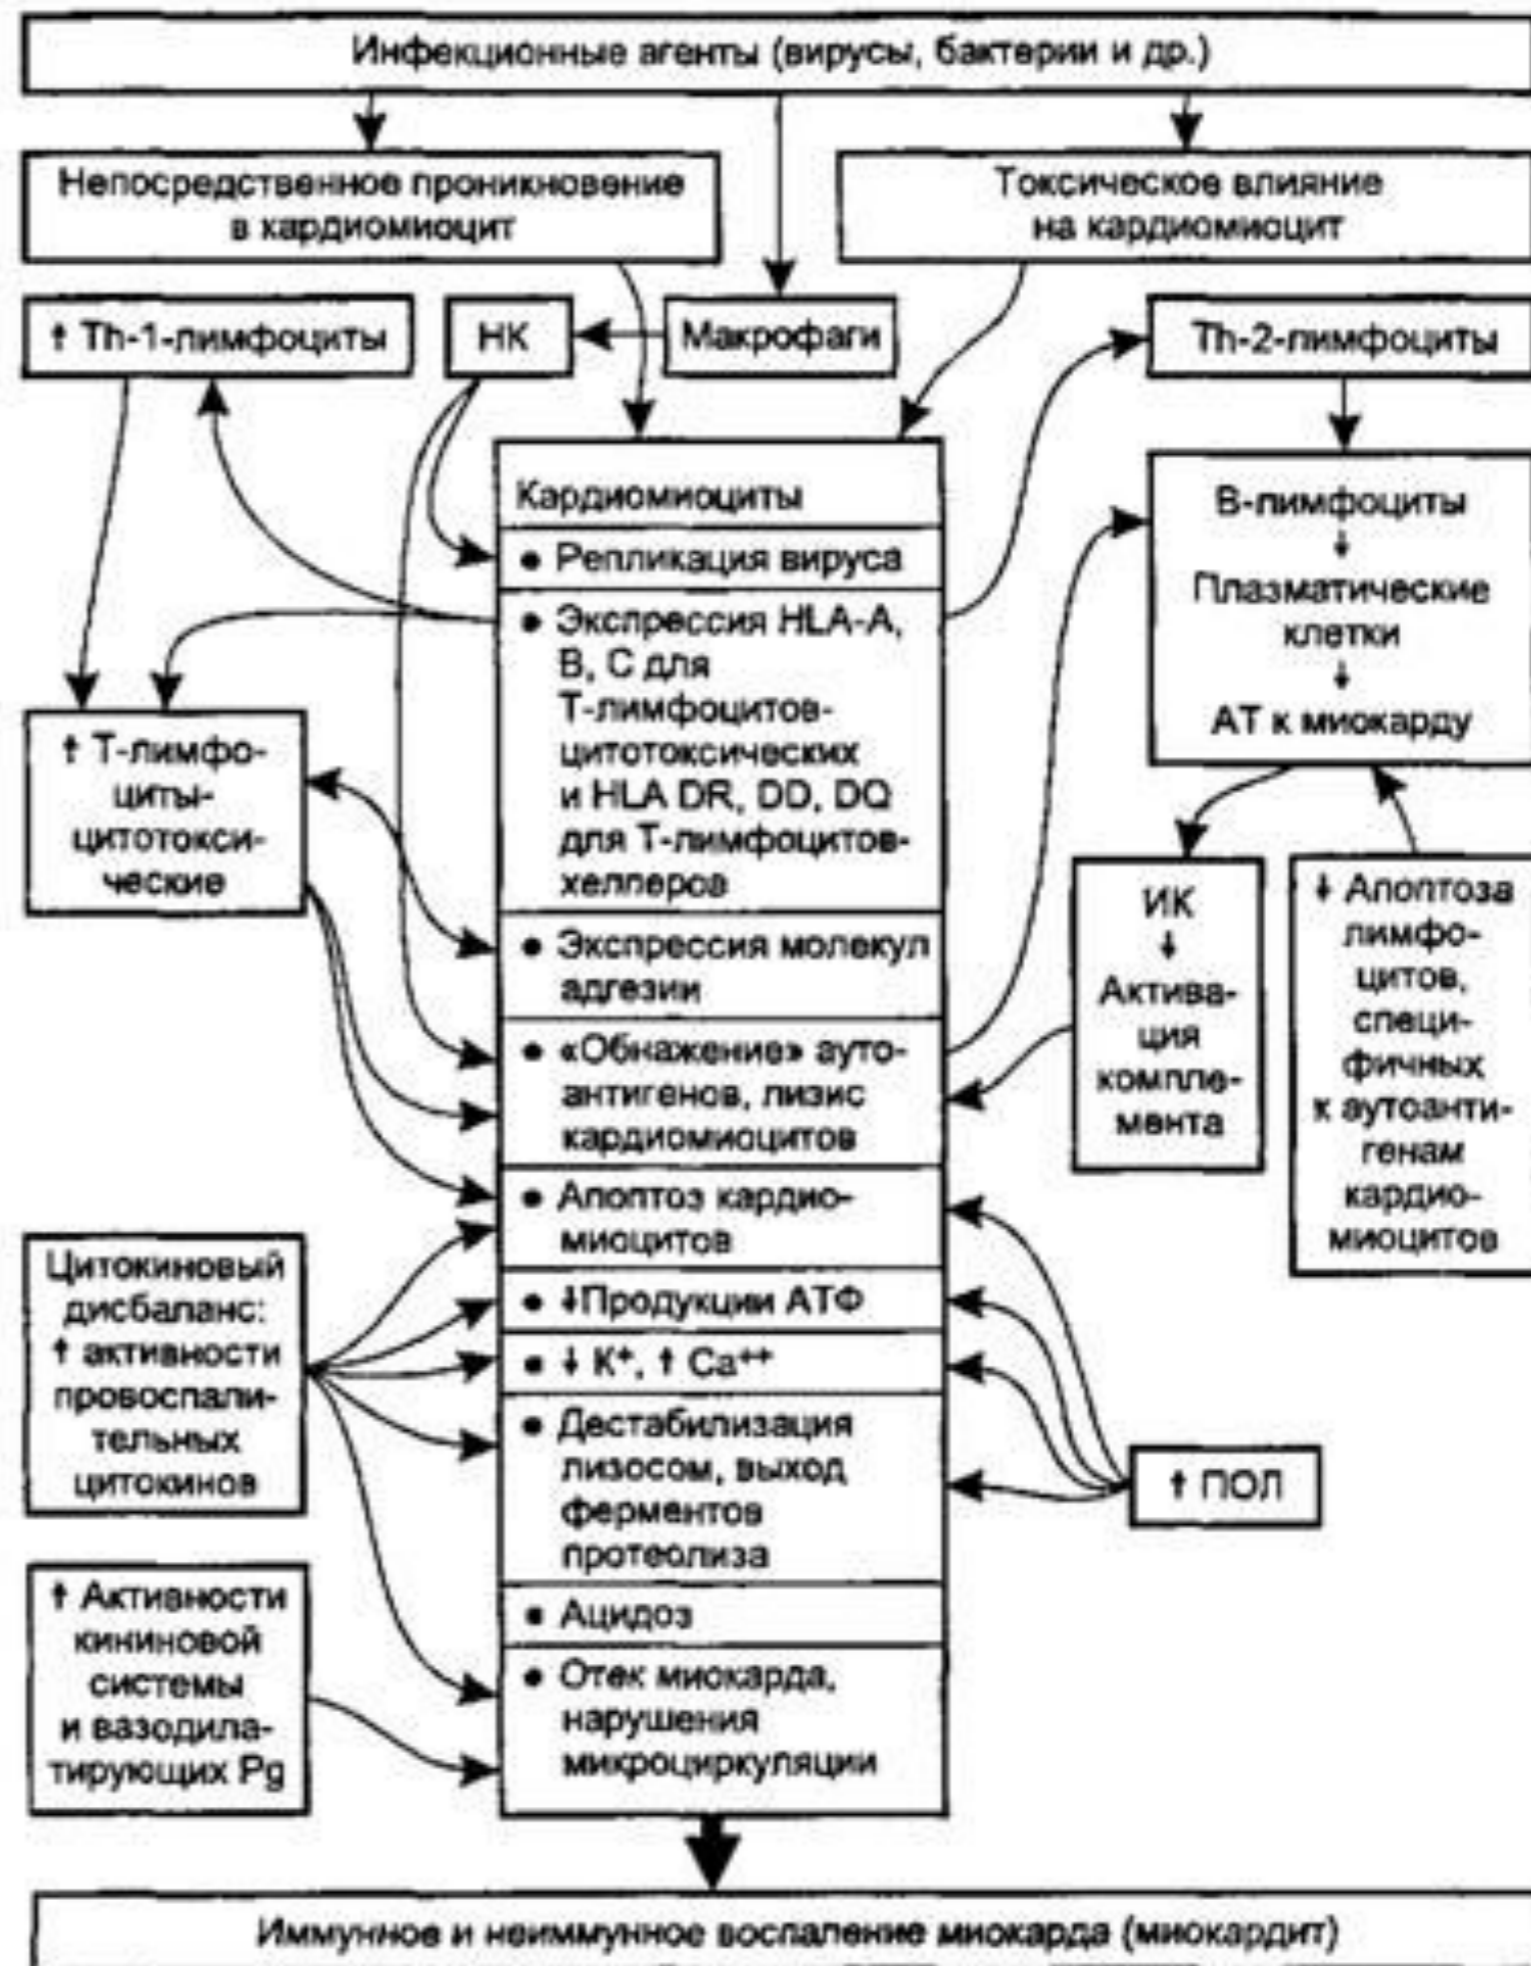 Инфекционные агенты (вирусы, бактерии и др.)
Непосредственное проникновение
в кардиомиоцит
Токсическое влияние
на кардиомиоцит
↑ Th-1-лимфоциты
НК
Макрофаги
Th-2-лимфоциты
Кардиомиоциты
• Репликация вируса
• Экспрессия HLA-A,
B, C для
Т-лимфоцитов-
цитотоксических
и HLA DR, DD, DQ
для Т-лимфоцитов-
хелперов
• Экспрессия молекул
адгезии
• «Обнажение» ауто-
антигенов, лизис
кардиомиоцитов
• Апоптоз кардио-
миоцитов
• ↓Продукции АТФ
• ↓ K⁺, ↑ Ca⁺⁺
• Дестабилизация
лизосом, выход
ферментов
протеолиза
• Ацидоз
• Отек миокарда,
нарушения
микроциркуляции
В-лимфоциты
↓
Плазматические
клетки
↓
АТ к миокарду
↑ Т-лимфо-
циты-
цитотокси-
ческие
ИК
↓
Актива-
ция
компле-
мента
↓ Апоптоза
лимфо-
цитов,
специ-
фичных
к аутоанти-
генам
кардио-
миоцитов
Цитокиновый
дисбаланс:
↑ активности
провоспали-
тельных
цитокинов
↑ ПОЛ
↑ Активности
кининовой
системы
и вазодила-
тирующих Pg
Иммунное и неиммунное воспаление миокарда (миокардит)